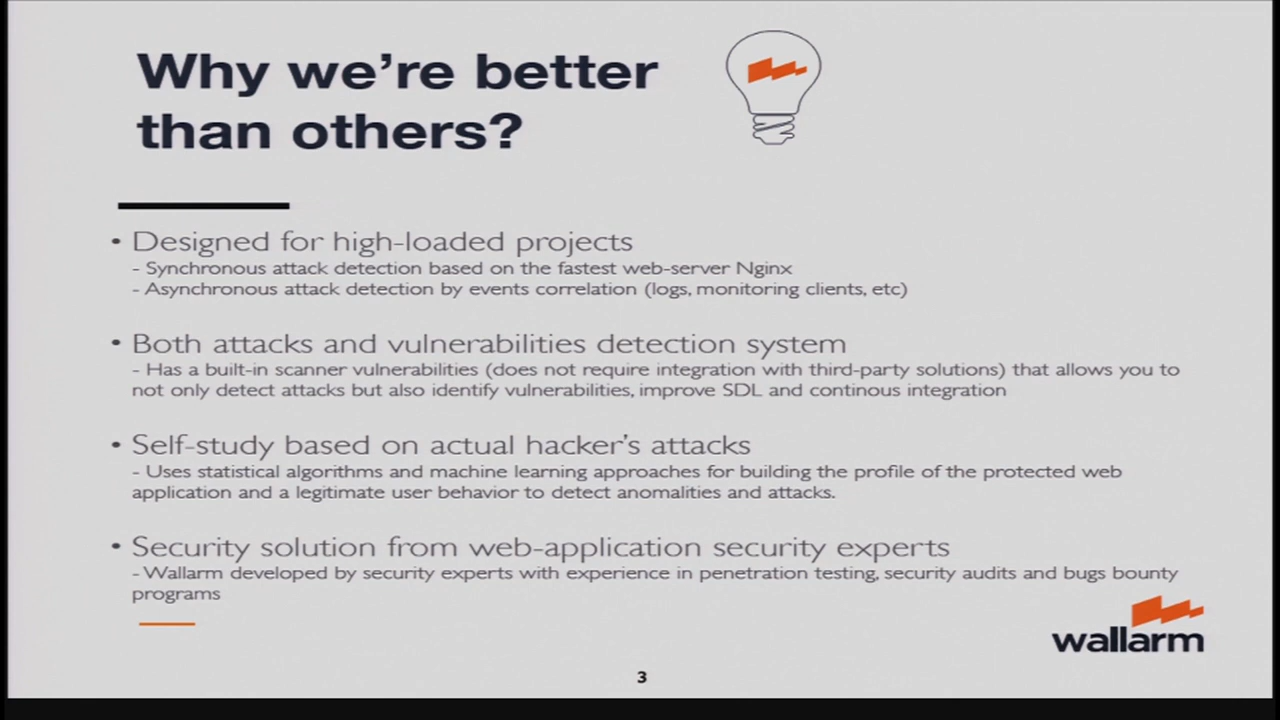 Why we're better
than others?
• Designed for high-loaded projects
- Synchronous attack detection based on the fastest web-server Nginx
- Asynchronous attack detection by events correlation (logs, monitoring clients, etc)
• Both attacks and vulnerabilities detection system
- Has a built-in scanner vulnerabilities (does not require integration with third-party solutions) that allows you to
not only detect attacks but also identify vulnerabilities, improve SDL and continous integration
• Self-study based on actual hacker's attacks
- Uses statistical algorithms and machine learning approaches for building the profile of the protected web
application and a legitimate user behavior to detect anomalities and attacks.
• Security solution from web-application security experts
- Wallarm developed by security experts with experience in penetration testing, security audits and bugs bounty
programs
wallarm
3